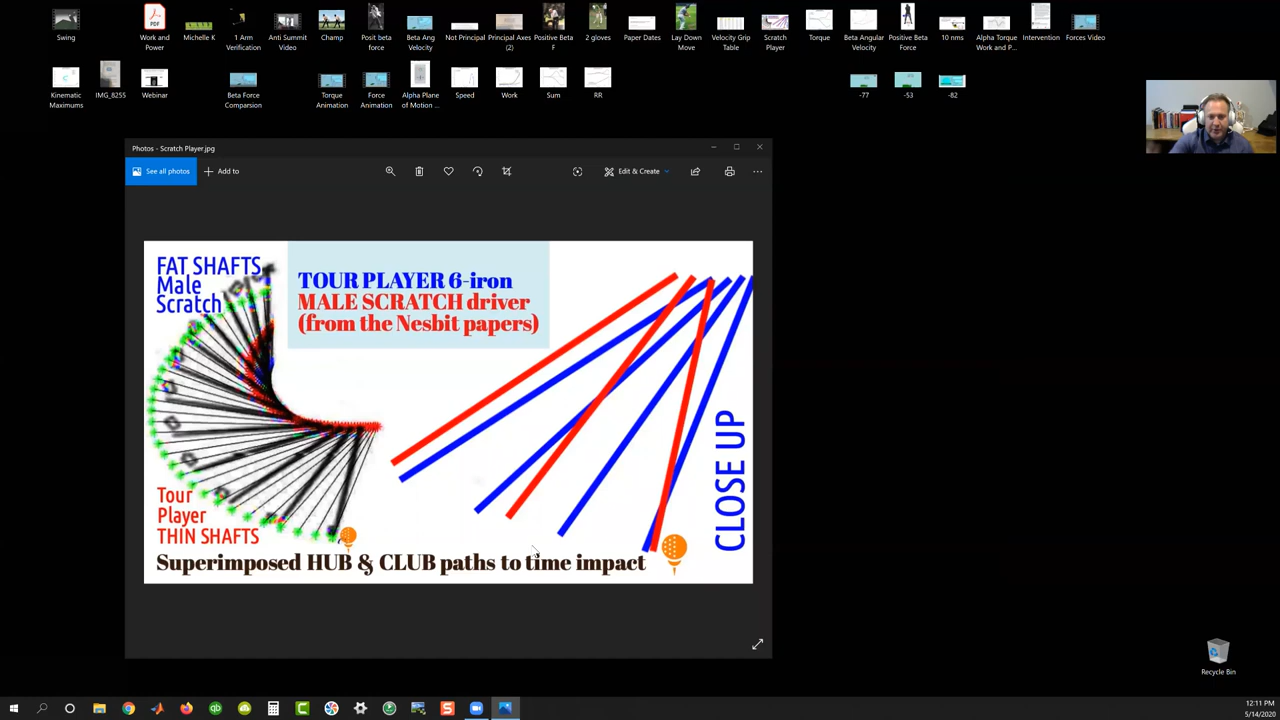 Swing
Work and Power
Michelle K
1 Arm Verification
Anti Summit Video
Champ
Posit beta force
Beta Ang Velocity
Not Principal
Principal Axes (2)
Positive Beta F
2 gloves
Paper Dates
Lay Down Move
Velocity Grip Table
Scratch Player
Torque
Beta Angular Velocity
Positive Beta Force
10 nms
Alpha Torque Work and P...
Intervention
Forces Video
PDF
Kinematic Maximums
IMG_8255
Webinar
Beta Force Comparsion
Torque Animation
Force Animation
Alpha Plane of Motion ...
Speed
Work
Sum
RR
-77
-53
-82
Photos - Scratch Player.jpg
See all photos
Add to
Edit & Create
FAT SHAFTS
Male
Scratch
TOUR PLAYER 6-iron
MALE SCRATCH driver
(from the Nesbit papers)
CLOSE UP
Tour
Player
THIN SHAFTS
Superimposed HUB & CLUB paths to time impact
Recycle Bin
12:11 PM
5/14/2020